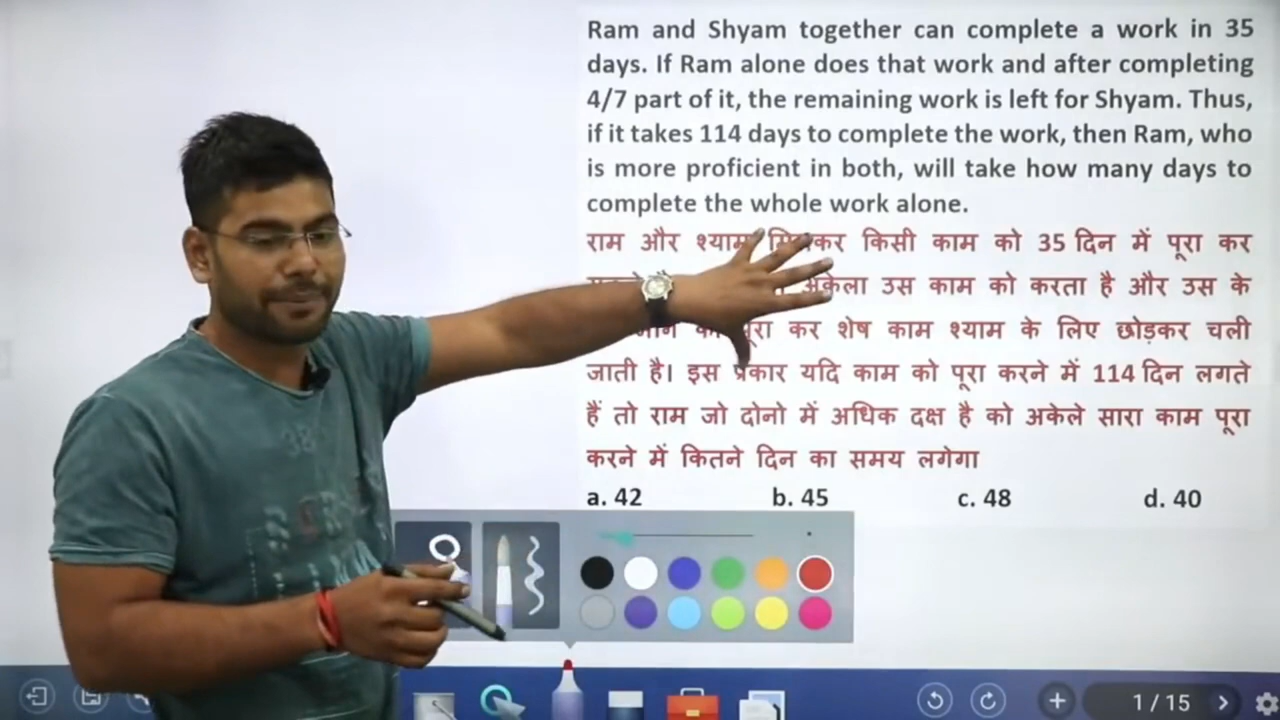 Ram and Shyam together can complete a work in 35
days. If Ram alone does that work and after completing
4/7 part of it, the remaining work is left for Shyam. Thus,
if it takes 114 days to complete the work, then Ram, who
is more proficient in both, will take how many days to
complete the whole work alone.
राम और श्याम किसी काम को 35 दिन में पूरा कर
अकेला उस काम को करता है और उस के
पूरा कर शेष काम श्याम के लिए छोड़कर चली
जाती है। इस प्रकार यदि काम को पूरा करने में 114 दिन लगते
हैं तो राम जो दोनो में अधिक दक्ष है को अकेले सारा काम पूरा
करने में कितने दिन का समय लगेगा
a. 42 b. 45 c. 48 d. 40
1 / 15